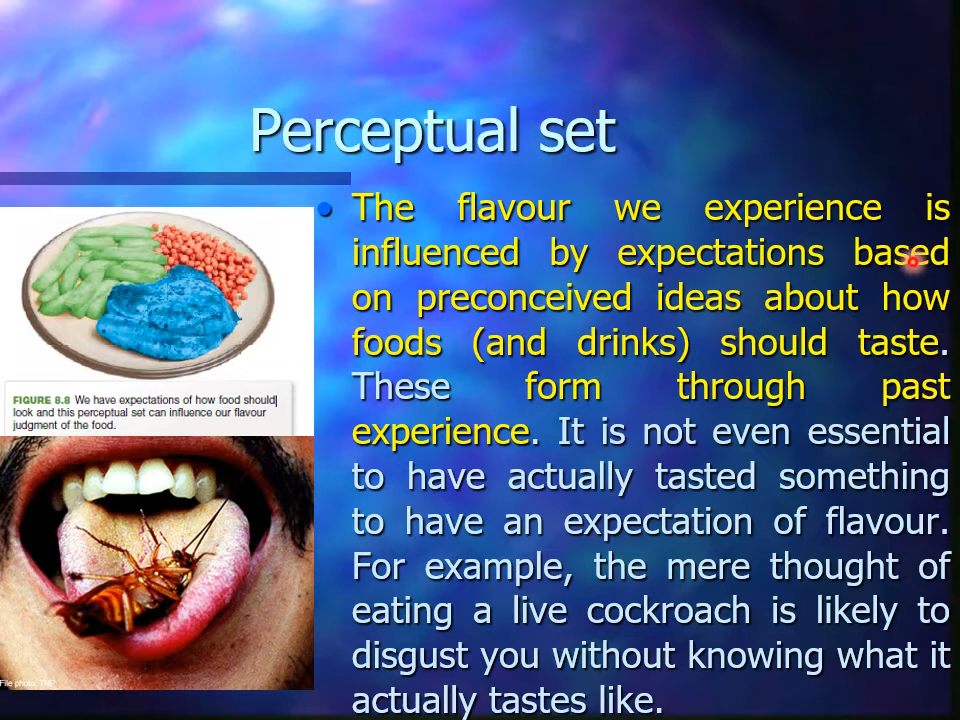 Perceptual set
• The flavour we experience is
influenced by expectations based
on preconceived ideas about how
foods (and drinks) should taste.
These form through past
experience. It is not even essential
to have actually tasted something
to have an expectation of flavour.
For example, the mere thought of
eating a live cockroach is likely to
disgust you without knowing what it
actually tastes like.
FIGURE 8.8 We have expectations of how food should
look and this perceptual set can influence our flavour
judgment of the food.
File photo: TNP